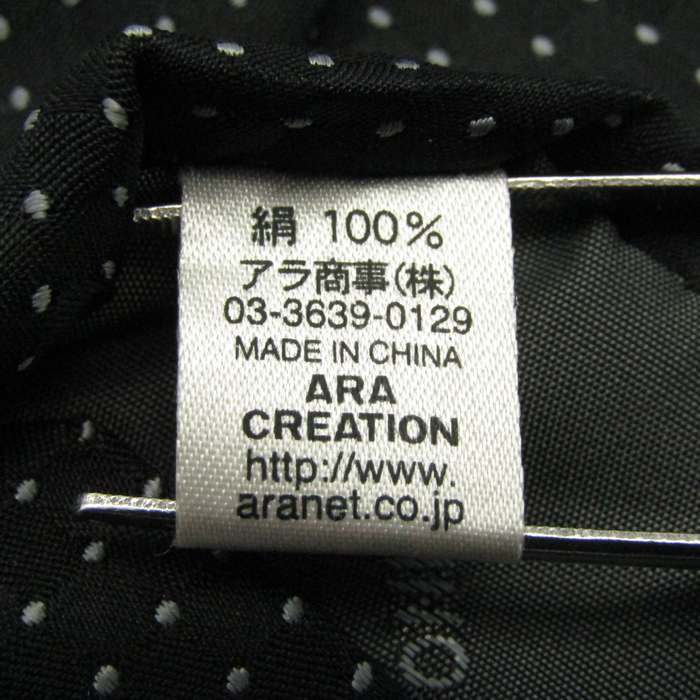 絹 100%
アラ商事(株)
03-3639-0129
MADE IN CHINA
ARA
CREATION
http://www.
aranet.co.jp